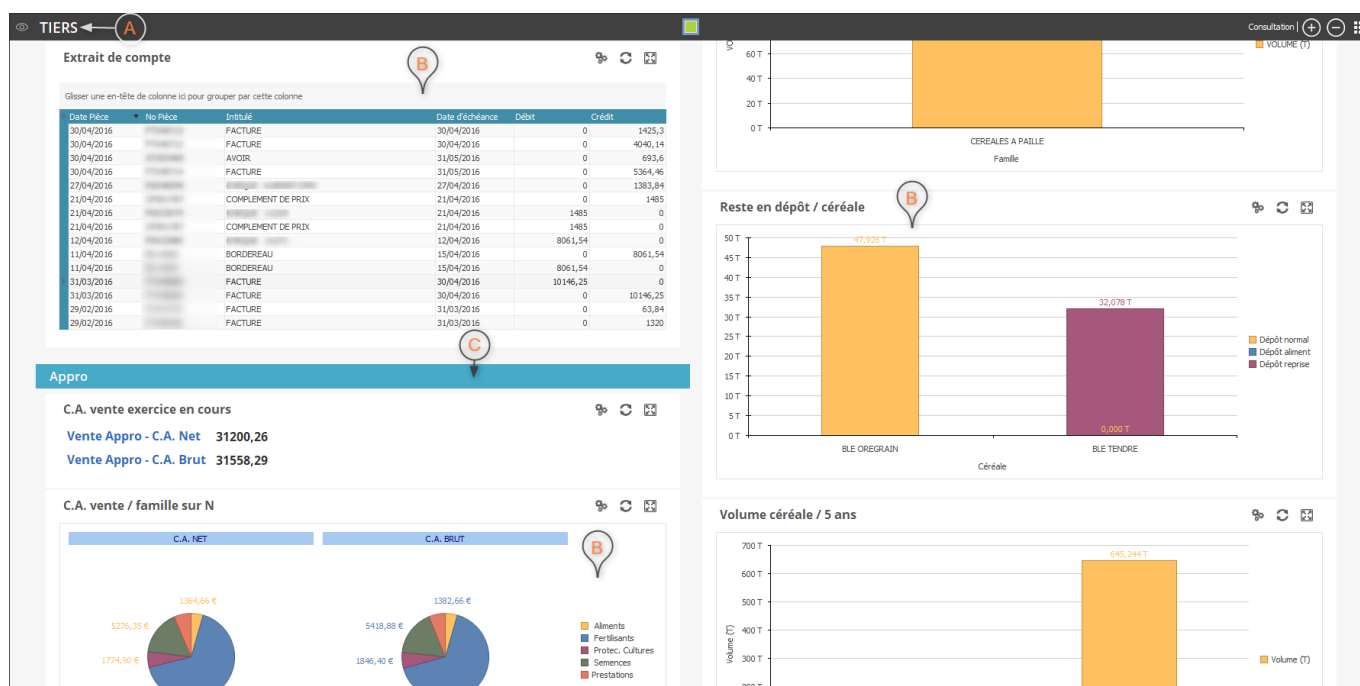 TIERS
A
Consultation |
Extrait de compte
B
Glisser une en-tête de colonne ici pour grouper par cette colonne
Date Pièce No Pièce Intitulé Date d'échéance Débit Crédit
30/04/2016 FACTURE 30/04/2016 0 1425,3
30/04/2016 FACTURE 30/04/2016 0 4040,14
30/04/2016 AVOIR 31/05/2016 0 693,6
30/04/2016 FACTURE 31/05/2016 0 5364,46
27/04/2016 27/04/2016 0 1383,84
21/04/2016 COMPLEMENT DE PRIX 21/04/2016 0 1485
21/04/2016 21/04/2016 1485 0
21/04/2016 COMPLEMENT DE PRIX 21/04/2016 1485 0
12/04/2016 12/04/2016 8061,54 0
11/04/2016 BORDEREAU 15/04/2016 0 8061,54
11/04/2016 BORDEREAU 15/04/2016 8061,54 0
31/03/2016 FACTURE 30/04/2016 10146,25 0
31/03/2016 FACTURE 30/04/2016 0 10146,25
29/02/2016 FACTURE 31/03/2016 0 63,84
29/02/2016 FACTURE 31/03/2016 0 1320
C
Appro
C.A. vente exercice en cours
Vente Appro - C.A. Net 31200,26
Vente Appro - C.A. Brut 31558,29
C.A. vente / famille sur N
C.A. NET
C.A. BRUT
B
1364,66 €
5276,35 €
1774,90 €
1382,66 €
5418,88 €
1846,40 €
Aliments
Fertilisants
Protec. Cultures
Semences
Prestations
VOLUME (T)
60 T
40 T
20 T
0 T
CEREALES A PAILLE
Famille
Reste en dépôt / céréale
B
50 T
45 T
40 T
35 T
30 T
25 T
20 T
15 T
10 T
5 T
0 T
47,926 T
32,078 T
0,000 T
BLE OREGRAIN
BLE TENDRE
Céréale
Dépôt normal
Dépôt aliment
Dépôt reprise
Volume céréale / 5 ans
700 T
600 T
500 T
400 T
300 T
200 T
Volume (T)
645,244 T
Volume (T)